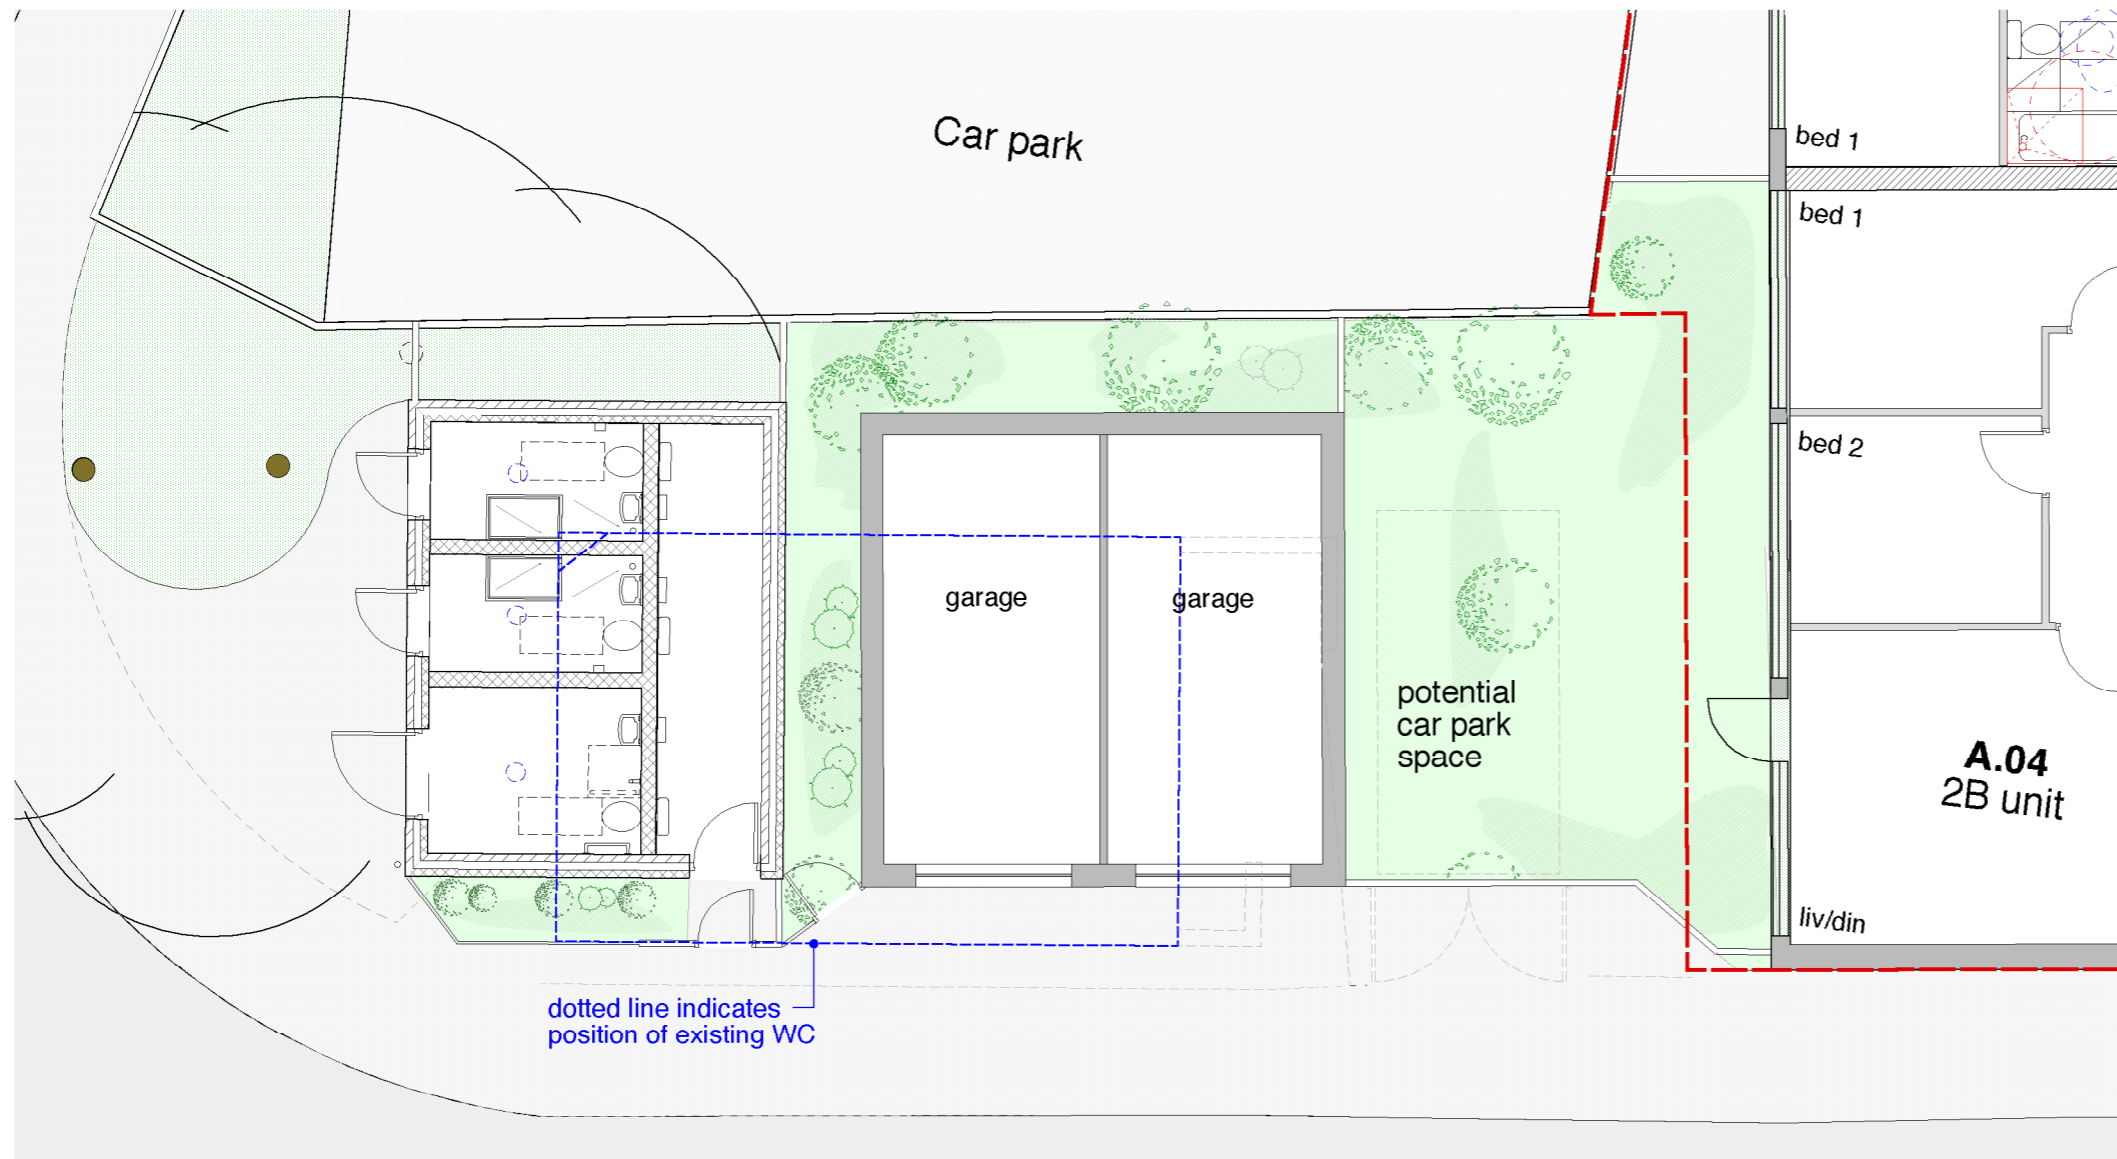 Car park
bed 1
bed 1
bed 2
garage
garage
potential
car park
space
A.04
2B unit
liv/din
dotted line indicates
position of existing WC